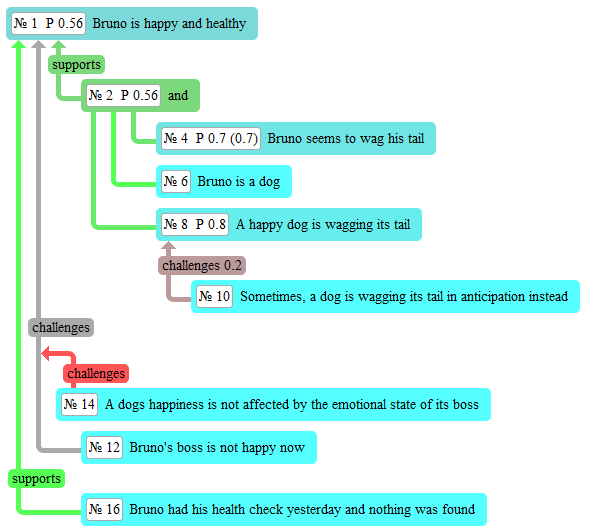 № 1 P 0.56 Bruno is happy and healthy
supports
№ 2 P 0.56 and
№ 4 P 0.7 (0.7) Bruno seems to wag his tail
№ 6 Bruno is a dog
№ 8 P 0.8 A happy dog is wagging its tail
challenges 0.2
№ 10 Sometimes, a dog is wagging its tail in anticipation instead
challenges
challenges
№ 14 A dogs happiness is not affected by the emotional state of its boss
№ 12 Bruno's boss is not happy now
supports
№ 16 Bruno had his health check yesterday and nothing was found